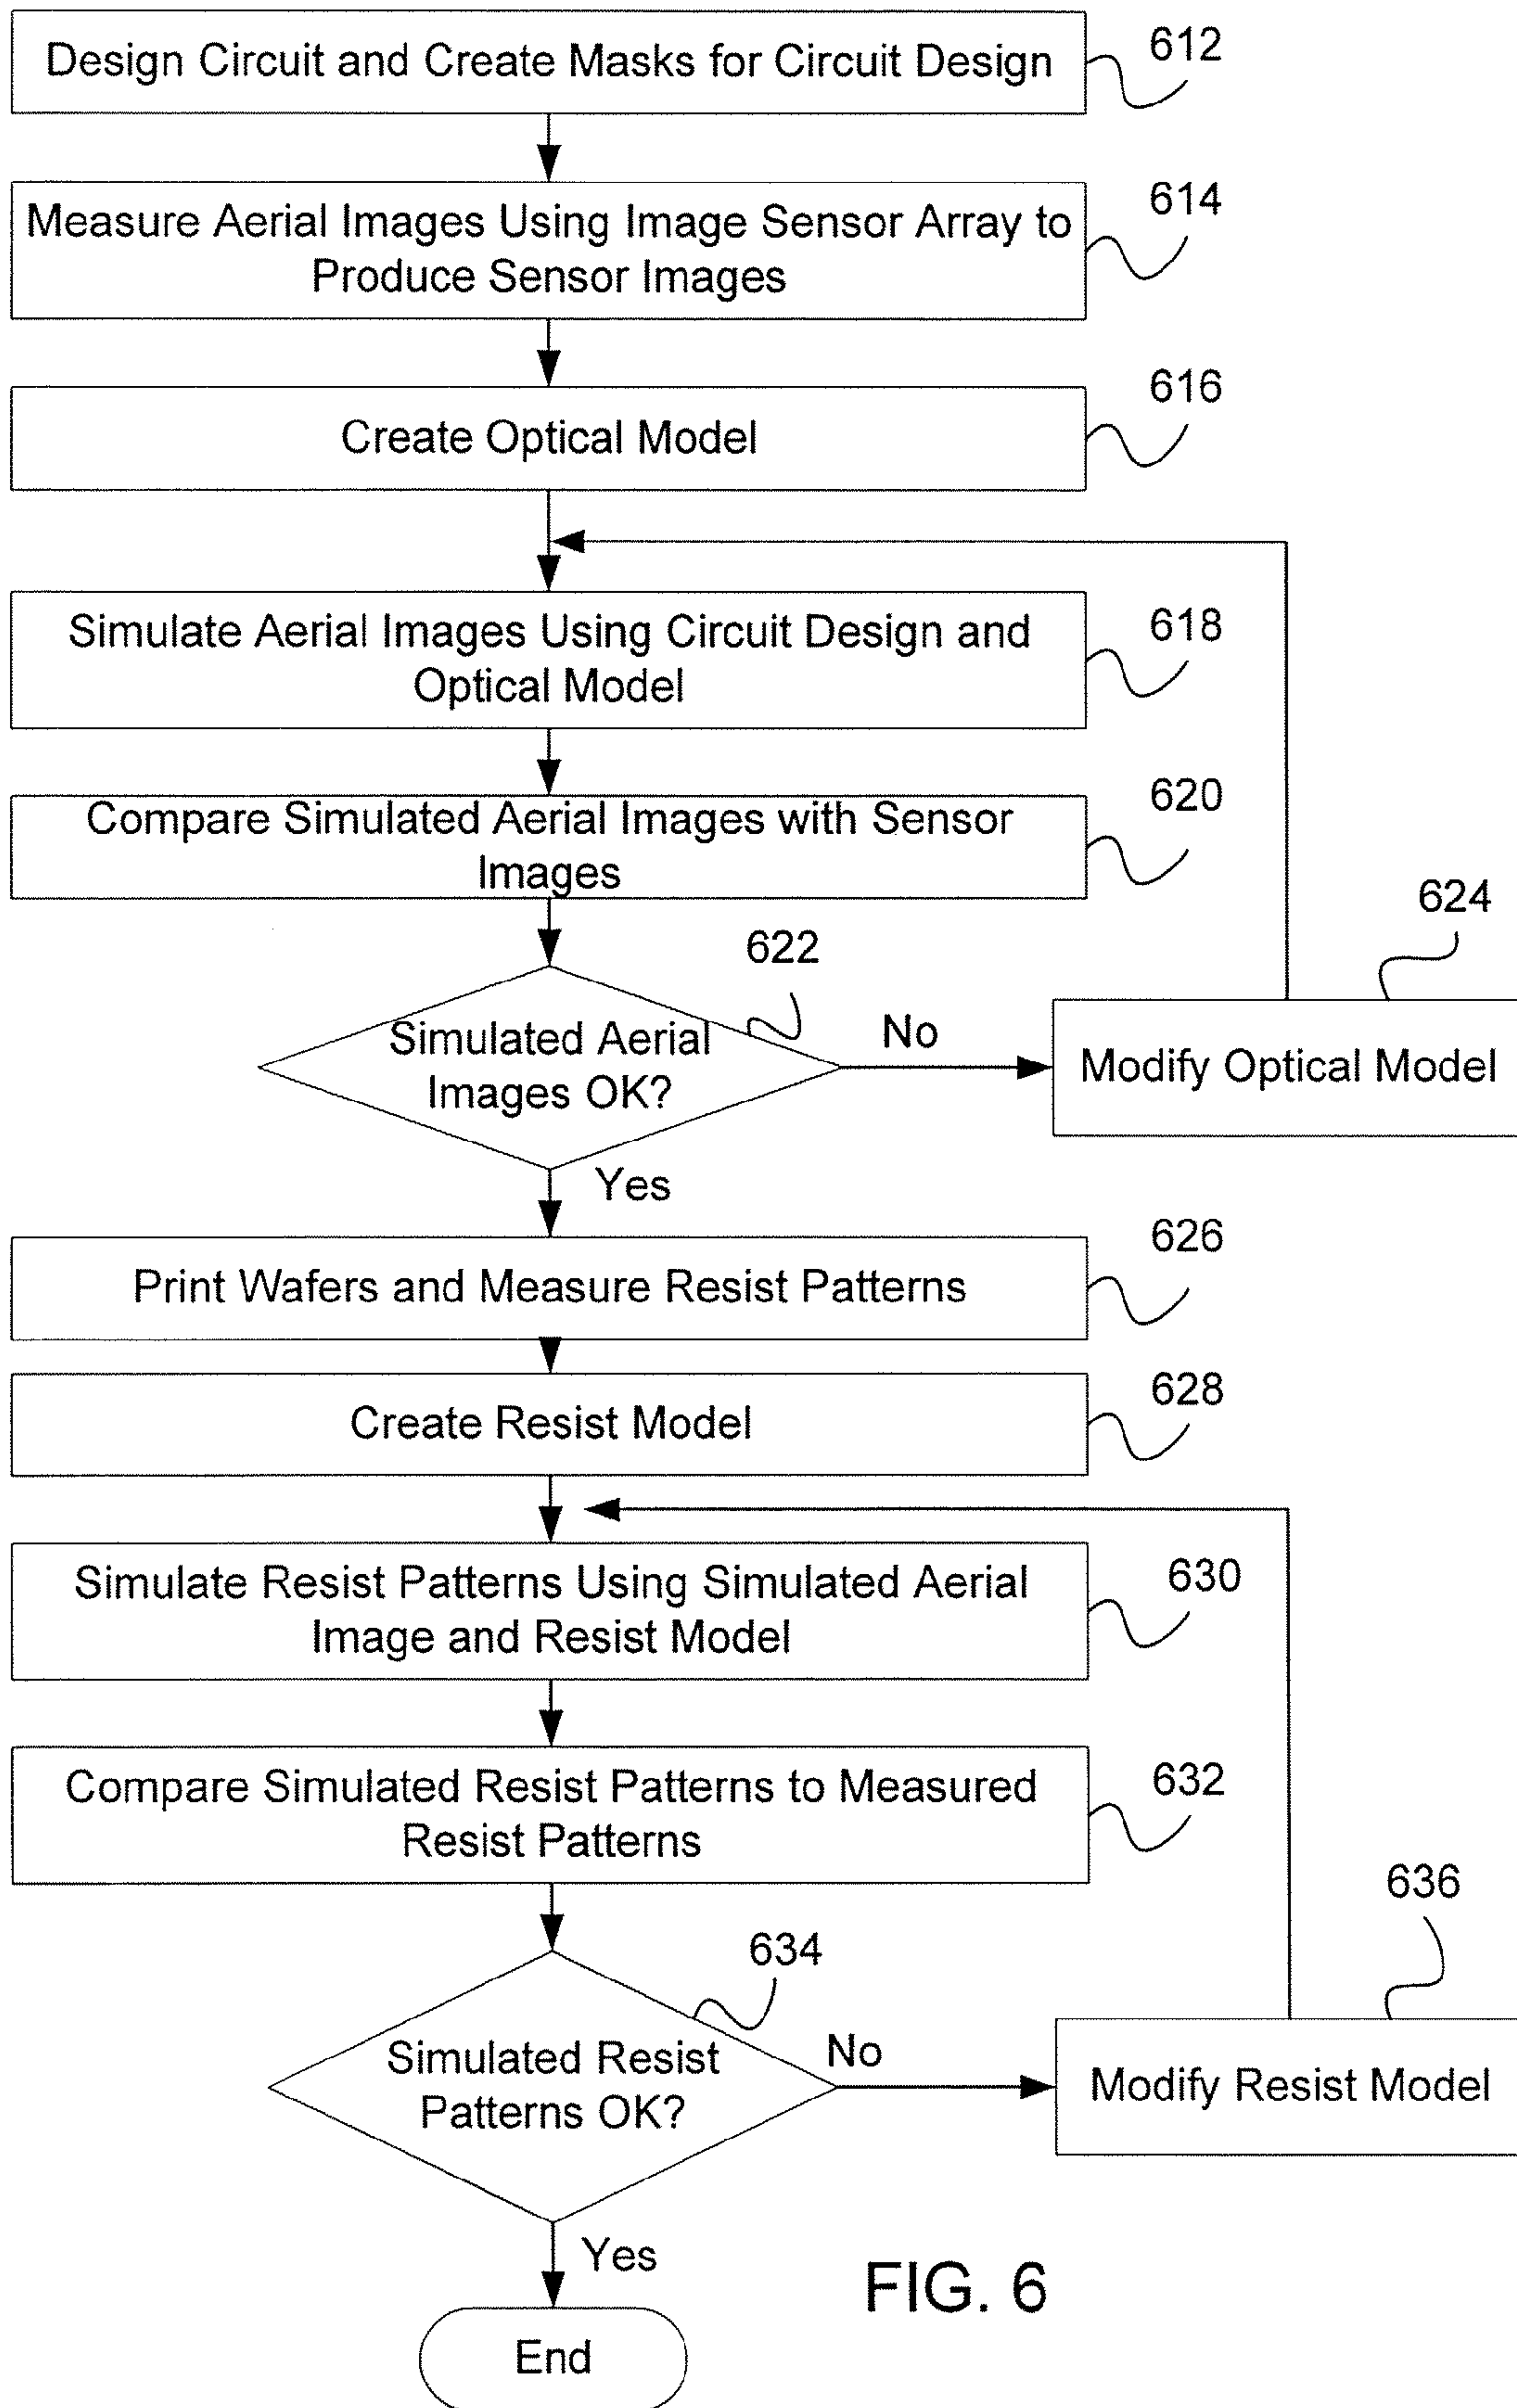 Design Circuit and Create Masks for Circuit Design
612
Measure Aerial Images Using Image Sensor Array to
Produce Sensor Images
614
Create Optical Model
616
Simulate Aerial Images Using Circuit Design and
Optical Model
618
Compare Simulated Aerial Images with Sensor
Images
620
Simulated Aerial
Images OK?
622
No
Modify Optical Model
624
Yes
Print Wafers and Measure Resist Patterns
626
Create Resist Model
628
Simulate Resist Patterns Using Simulated Aerial
Image and Resist Model
630
Compare Simulated Resist Patterns to Measured
Resist Patterns
632
Simulated Resist
Patterns OK?
634
No
Modify Resist Model
636
Yes
End
FIG. 6